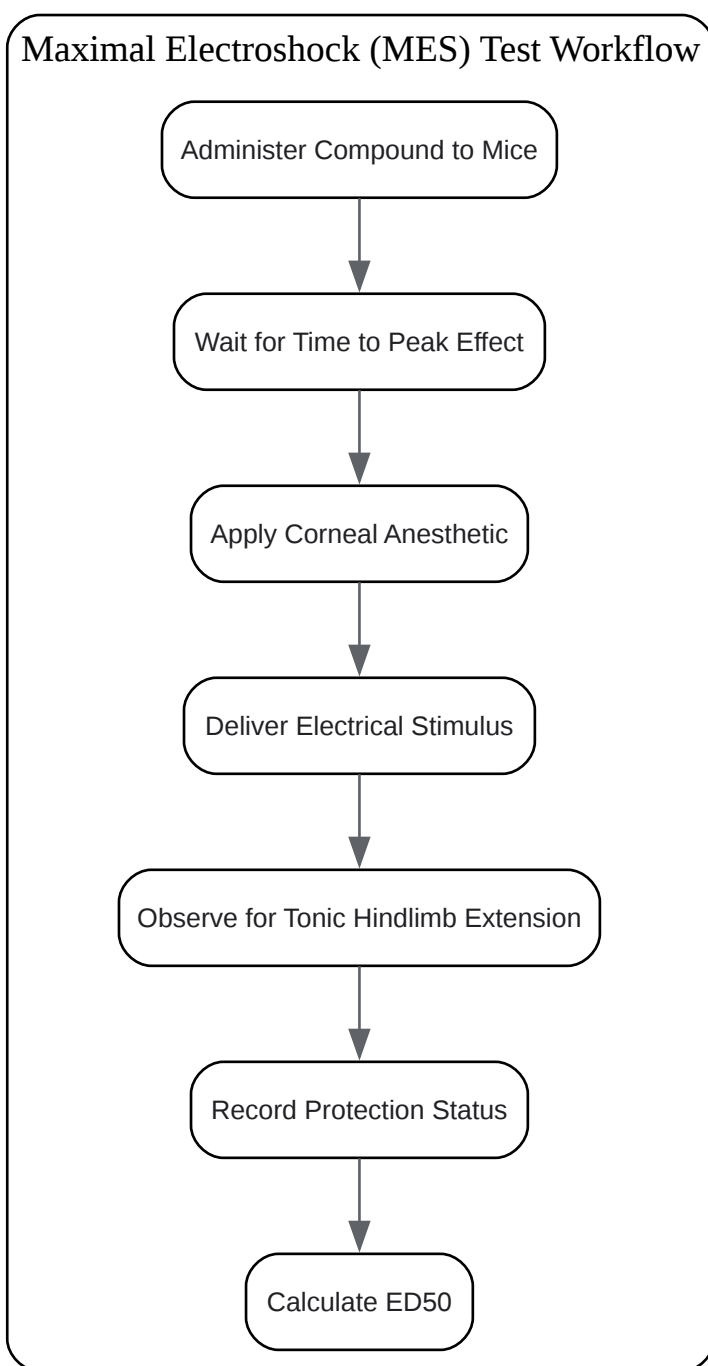 Maximal Electroshock (MES) Test Workflow
Administer Compound to Mice
Wait for Time to Peak Effect
Apply Corneal Anesthetic
Deliver Electrical Stimulus
Observe for Tonic Hindlimb Extension
Record Protection Status
Calculate ED50